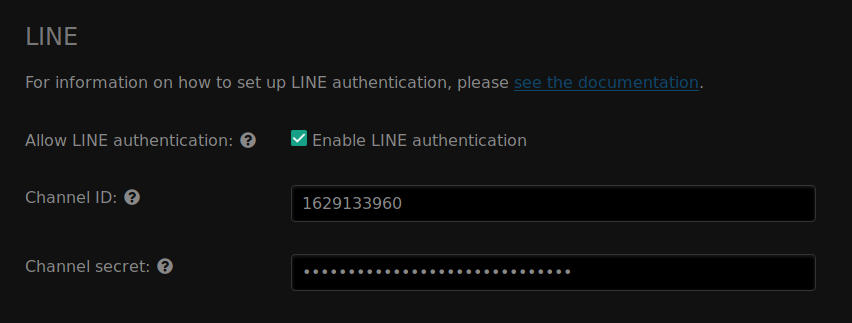 LINE
For information on how to set up LINE authentication, please see the documentation.
Allow LINE authentication: ? Enable LINE authentication
Channel ID: ? 1629133960
Channel secret: ? ••••••••••••••••••••••••••••••